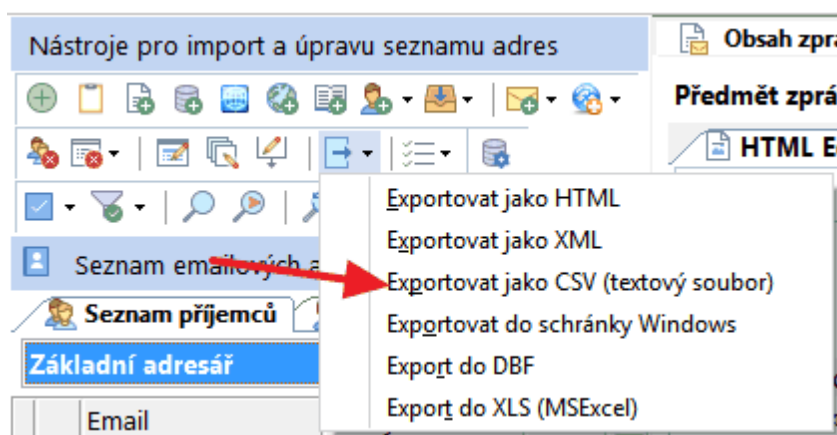 Nástroje pro import a úpravu seznamu adres
Obsah zprá
Předmět zprá
HTML E
Exportovat jako HTML
Exportovat jako XML
Seznam emailových a
Exportovat jako CSV (textový soubor)
Seznam příjemců
Exportovat do schránky Windows
Základní adresář
Export do DBF
Email
Export do XLS (MSExcel)